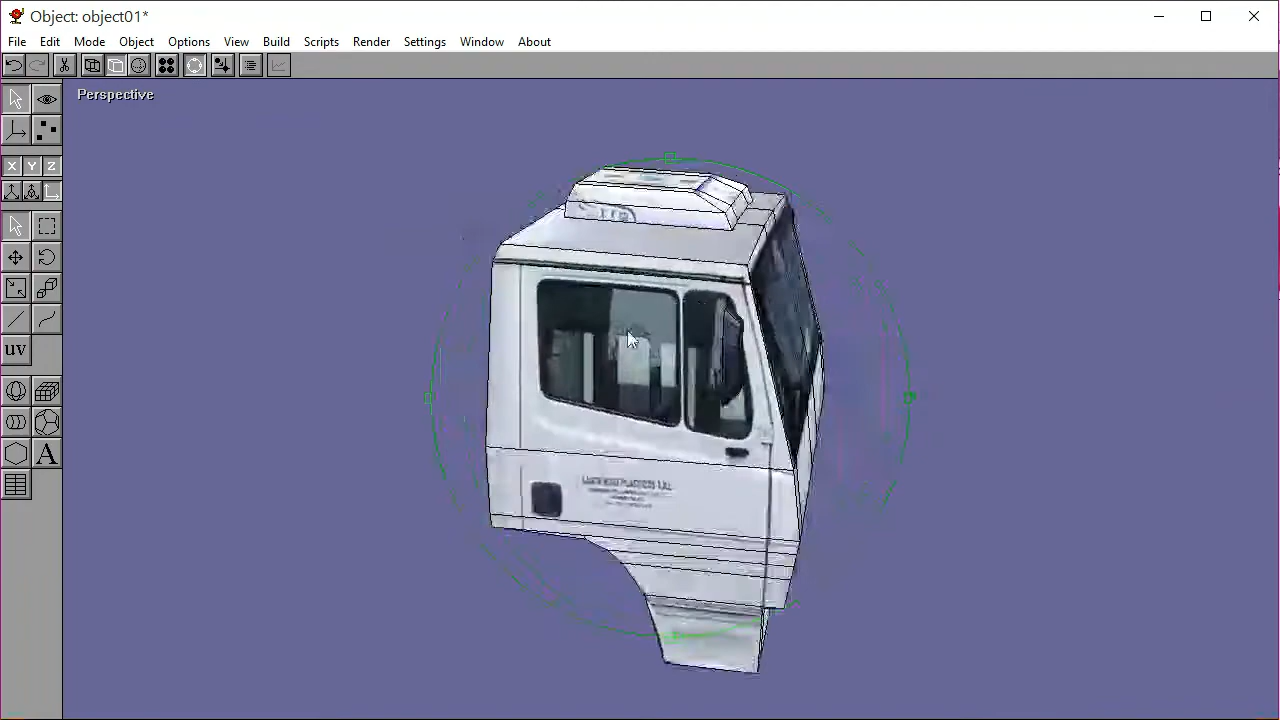 Object: object01*
File Edit Mode Object Options View Build Scripts Render Settings Window About
Perspective
X Y Z
uv
A